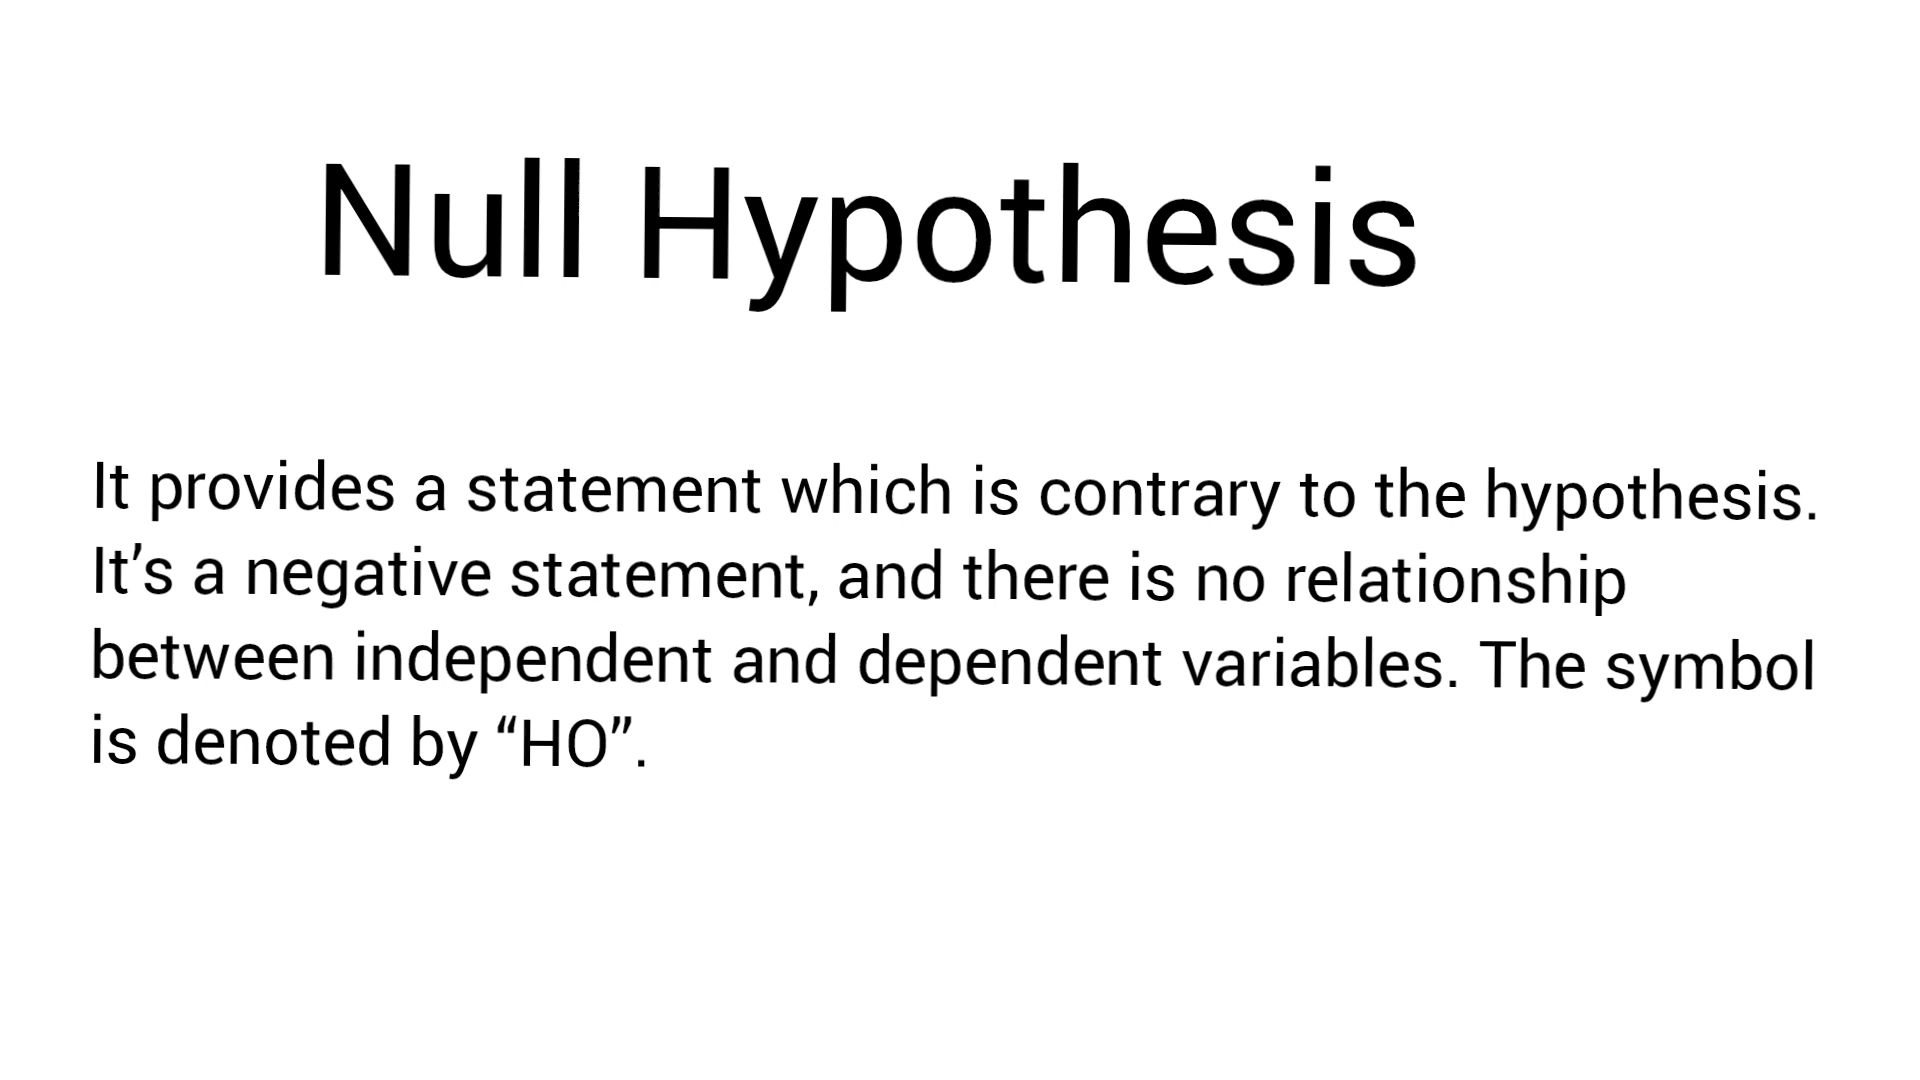 Null Hypothesis
It provides a statement which is contrary to the hypothesis.
It’s a negative statement, and there is no relationship
between independent and dependent variables. The symbol
is denoted by “HO”.